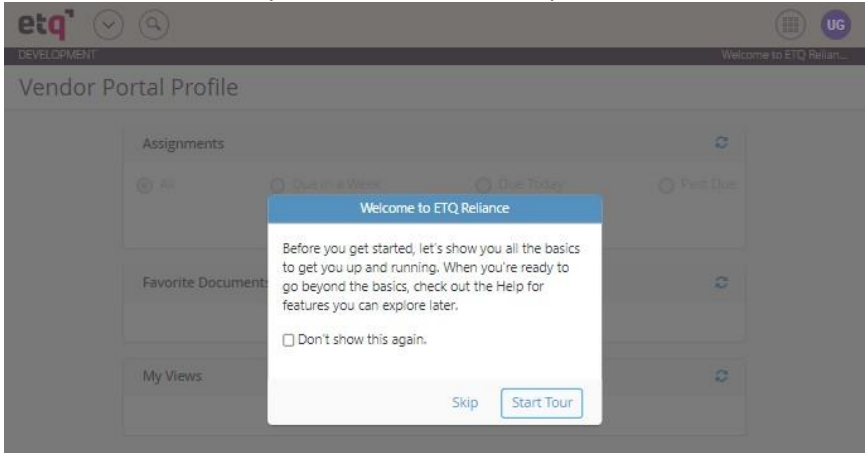 etq
UG
DEVELOPMENT
Welcome to ETQ Relian...
Vendor Portal Profile
Assignments
All Due in a Week Due Today Past Due
Welcome to ETQ Reliance
Before you get started, let's show you all the basics
to get you up and running. When you're ready to
go beyond the basics, check out the Help for
features you can explore later.
Favorite Documents
Don't show this again.
My Views
Skip Start Tour